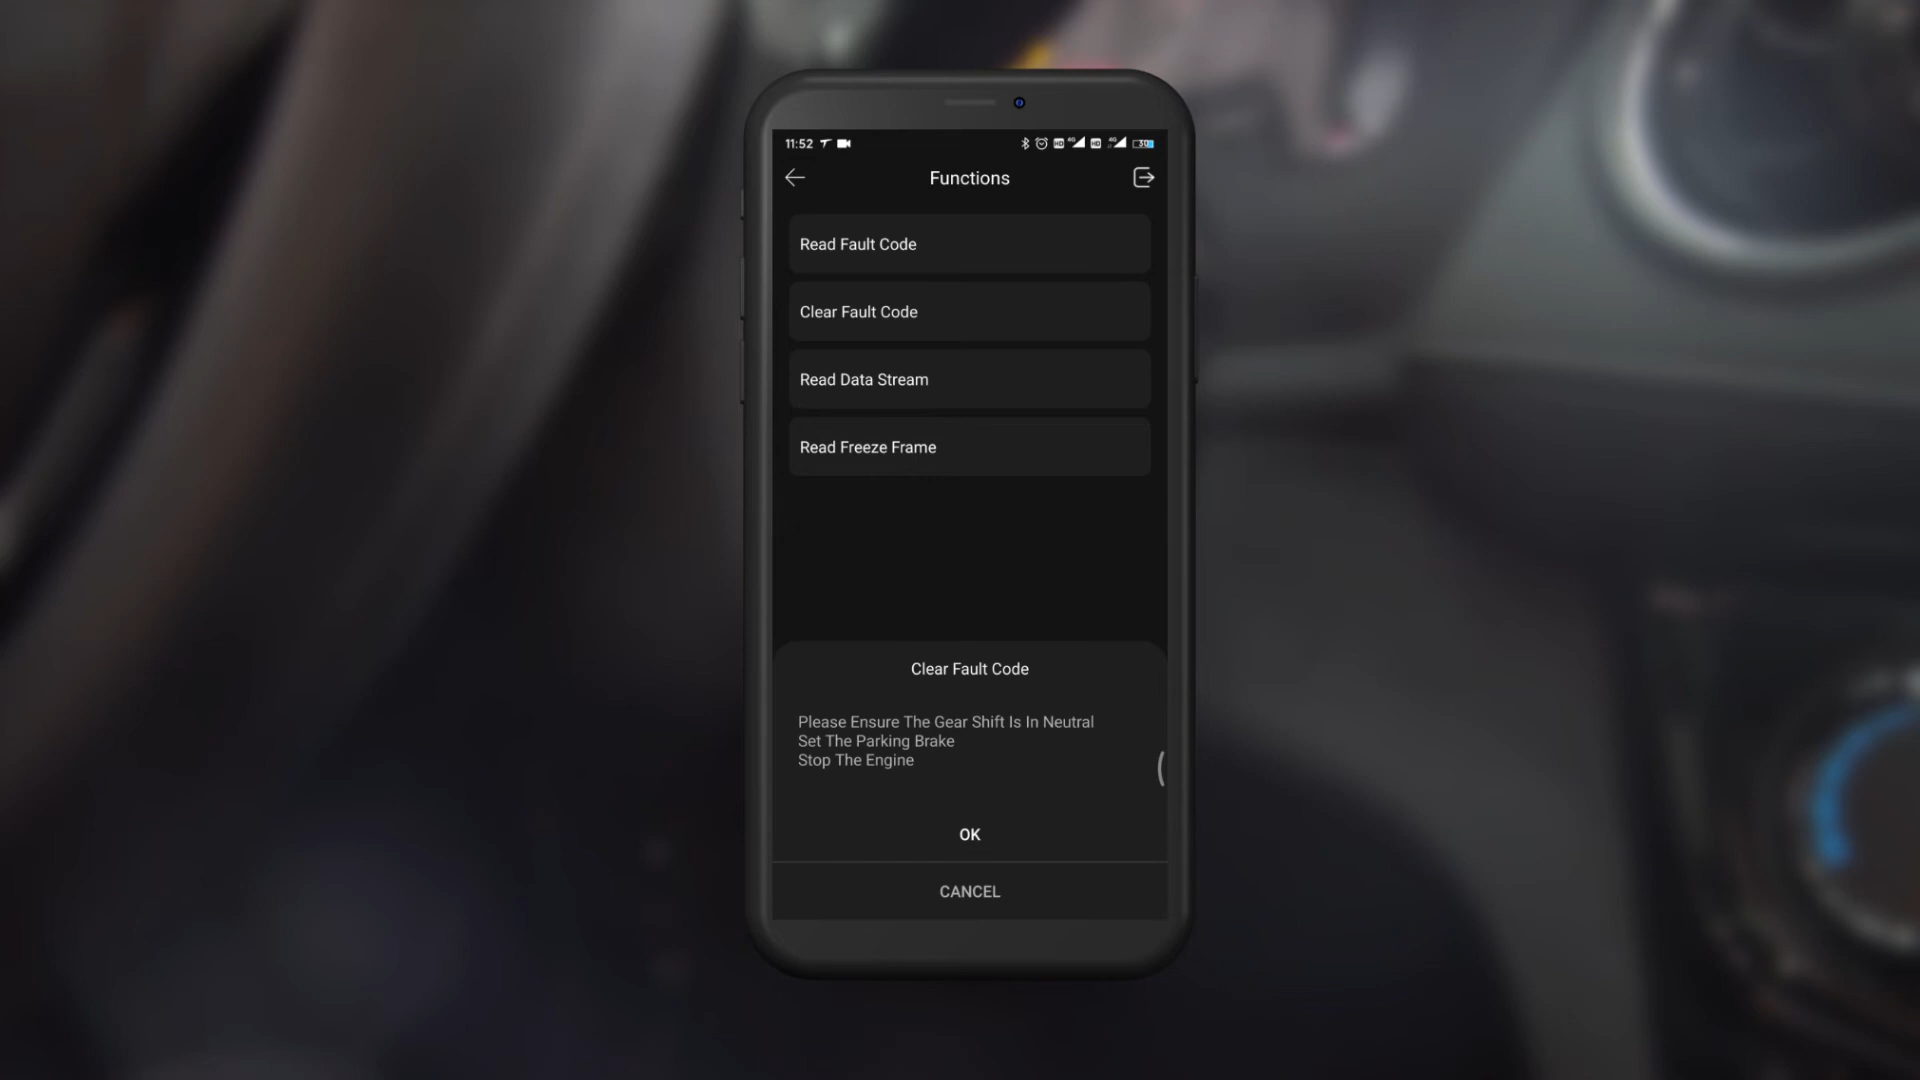 11:52
30
Functions
Read Fault Code
Clear Fault Code
Read Data Stream
Read Freeze Frame
Clear Fault Code
Please Ensure The Gear Shift Is In Neutral
Set The Parking Brake
Stop The Engine
OK
CANCEL